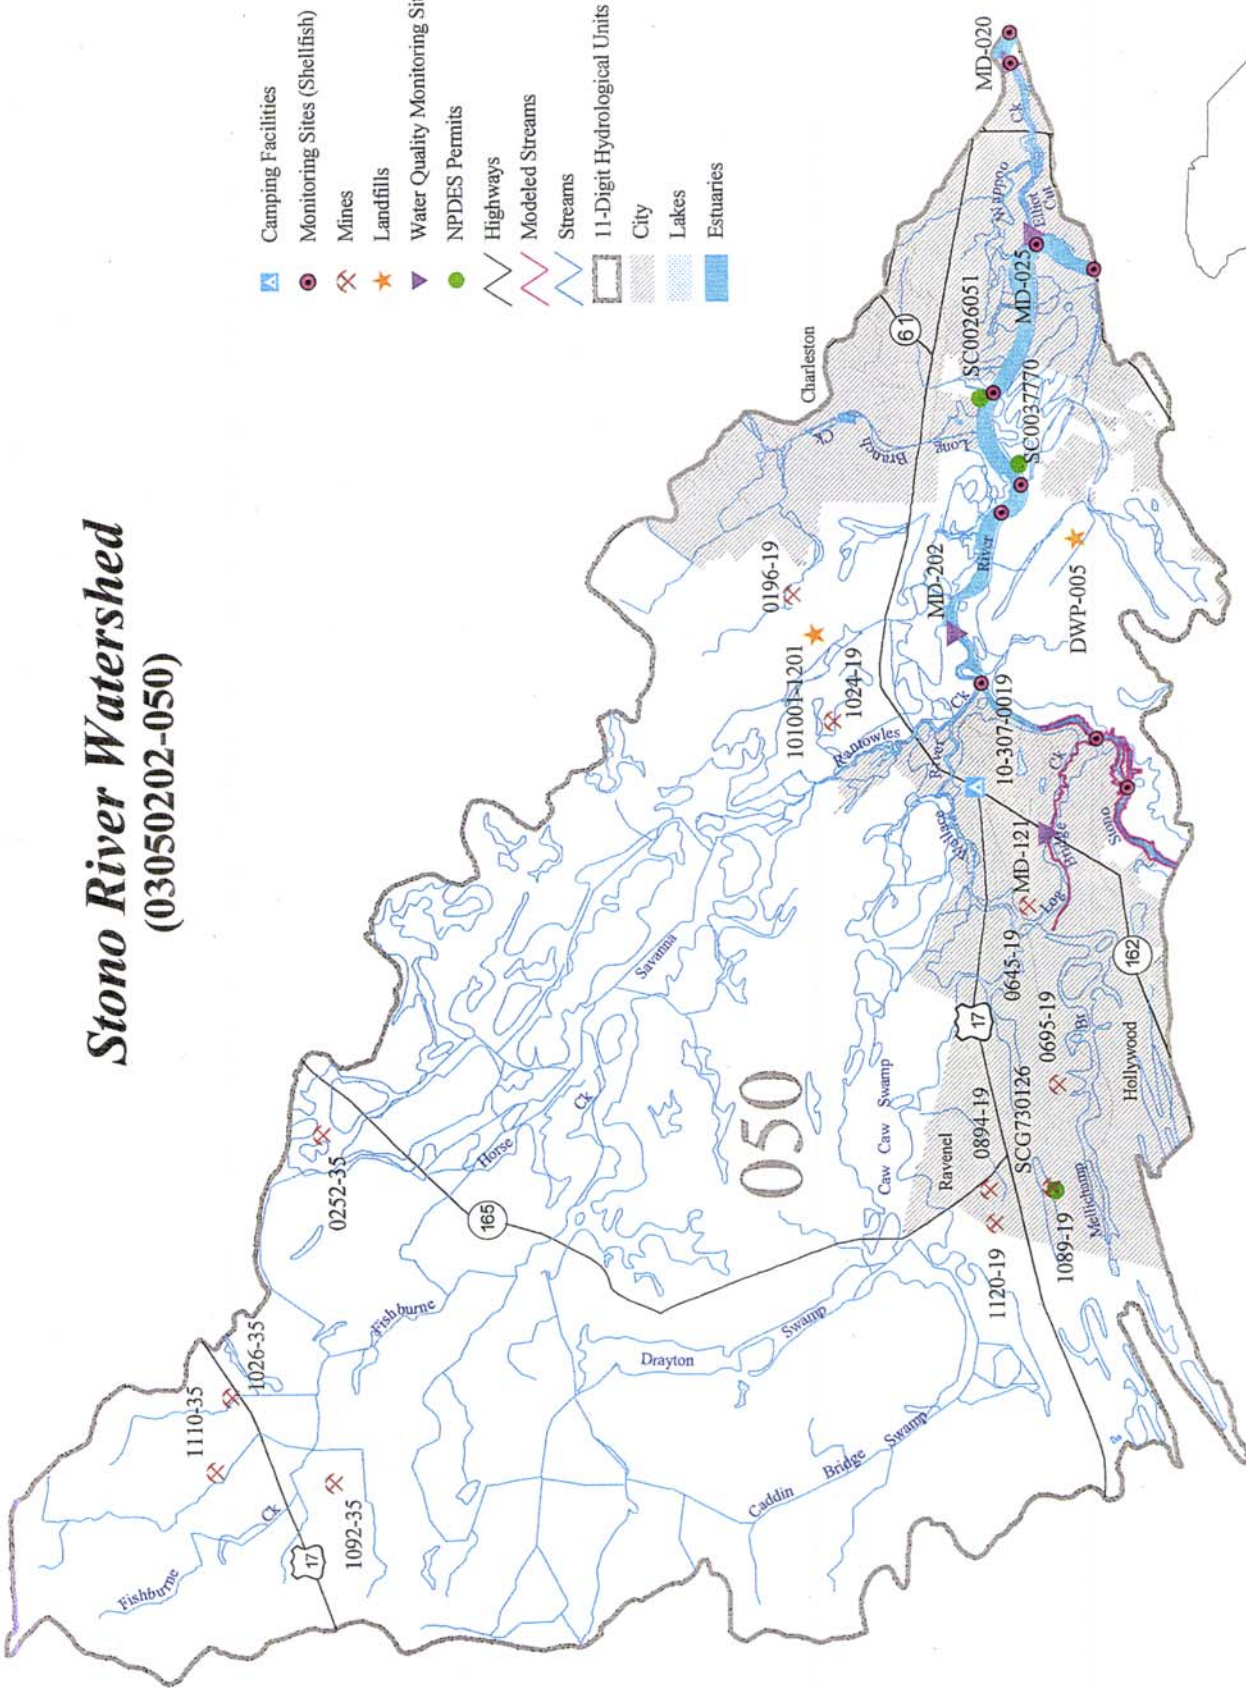 Stono River Watershed
(03050202-050)
Camping Facilities
Monitoring Sites (Shellfish)
Mines
Landfills
Water Quality Monitoring Sit
NPDES Permits
Highways
Modeled Streams
Streams
11-Digit Hydrological Units
City
Lakes
Estuaries
Fishburne
Ck
17
1110-35
1026-35
1092-35
Fishburne
0252-35
165
Horse
Ck
Savanna
Drayton
Swamp
Caddin
Bridge
Swamp
050
Caw Caw Swamp
Ravenel
0894-19
1120-19
SCG730126
1089-19
Mellichamp
Br
0695-19
0645-19
Hollywood
17
162
MD-121
Log
Bridge
Ck
Stono
Wallace
River
Rantowles
Ck
10-307-0019
101001-1201
1024-19
0196-19
MD-202
River
DWP-005
Long
Branch
Ck
Charleston
61
SC0026051
SC0037770
MD-025
Elliot
Cut
Wappoo
Ck
MD-020